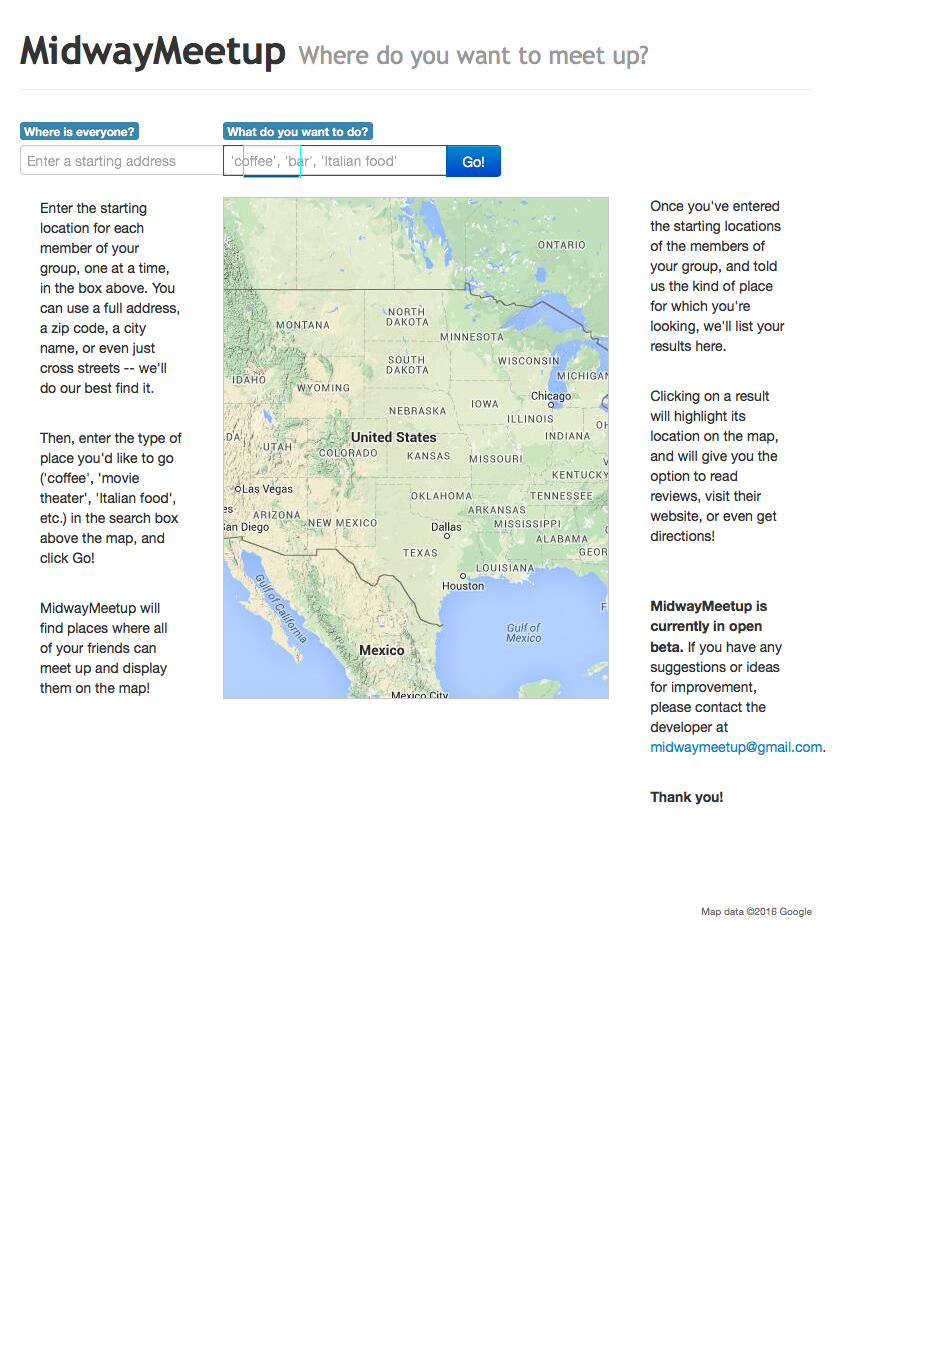 MidwayMeetup Where do you want to meet up?
Where is everyone?
What do you want to do?
Enter a starting address
'coffee', 'bar', 'Italian food'
Go!
Enter the starting
location for each
member of your
group, one at a time,
in the box above. You
can use a full address,
a zip code, a city
name, or even just
cross streets -- we'll
do our best find it.
Then, enter the type of
place you'd like to go
('coffee', 'movie
theater', 'Italian food',
etc.) in the search box
above the map, and
click Go!
MidwayMeetup will
find places where all
of your friends can
meet up and display
them on the map!
ONTARIO
NORTH
DAKOTA
MONTANA
MINNESOTA
SOUTH
DAKOTA
WISCONSIN
MICHIGAN
IDAHO
WYOMING
Chicago
IOWA
NEBRASKA
ILLINOIS
OH
United States
INDIANA
DA
UTAH
COLORADO
KANSAS
MISSOURI
V
KENTUCKY
Las Vegas
OKLAHOMA
TENNESSEE
es
ARIZONA
ARKANSAS
San Diego
NEW MEXICO
Dallas
MISSISSIPPI
ALABAMA
TEXAS
GEOR
LOUISIANA
Houston
Gulf of California
F
Gulf of
Mexico
Mexico
Mexico City
Once you've entered
the starting locations
of the members of
your group, and told
us the kind of place
for which you're
looking, we'll list your
results here.
Clicking on a result
will highlight its
location on the map,
and will give you the
option to read
reviews, visit their
website, or even get
directions!
MidwayMeetup is
currently in open
beta. If you have any
suggestions or ideas
for improvement,
please contact the
developer at
midwaymeetup@gmail.com.
Thank you!
Map data ©2016 Google